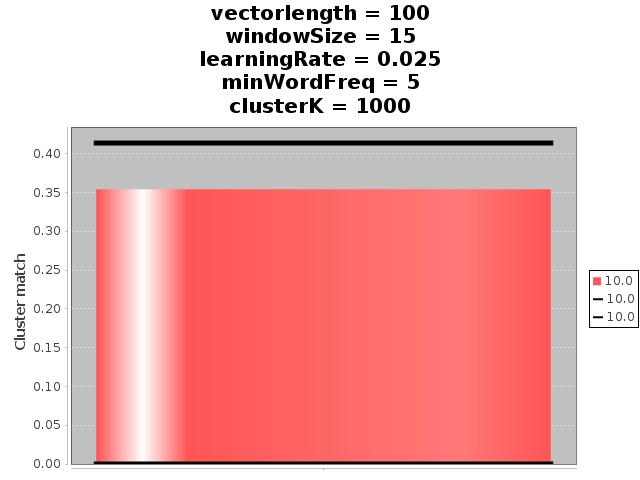 vectorlength = 100
windowSize = 15
learningRate = 0.025
minWordFreq = 5
clusterK = 1000
0.40
0.35
0.30
0.25
0.20
0.15
0.10
0.05
0.00
Cluster match
10.0
10.0
10.0